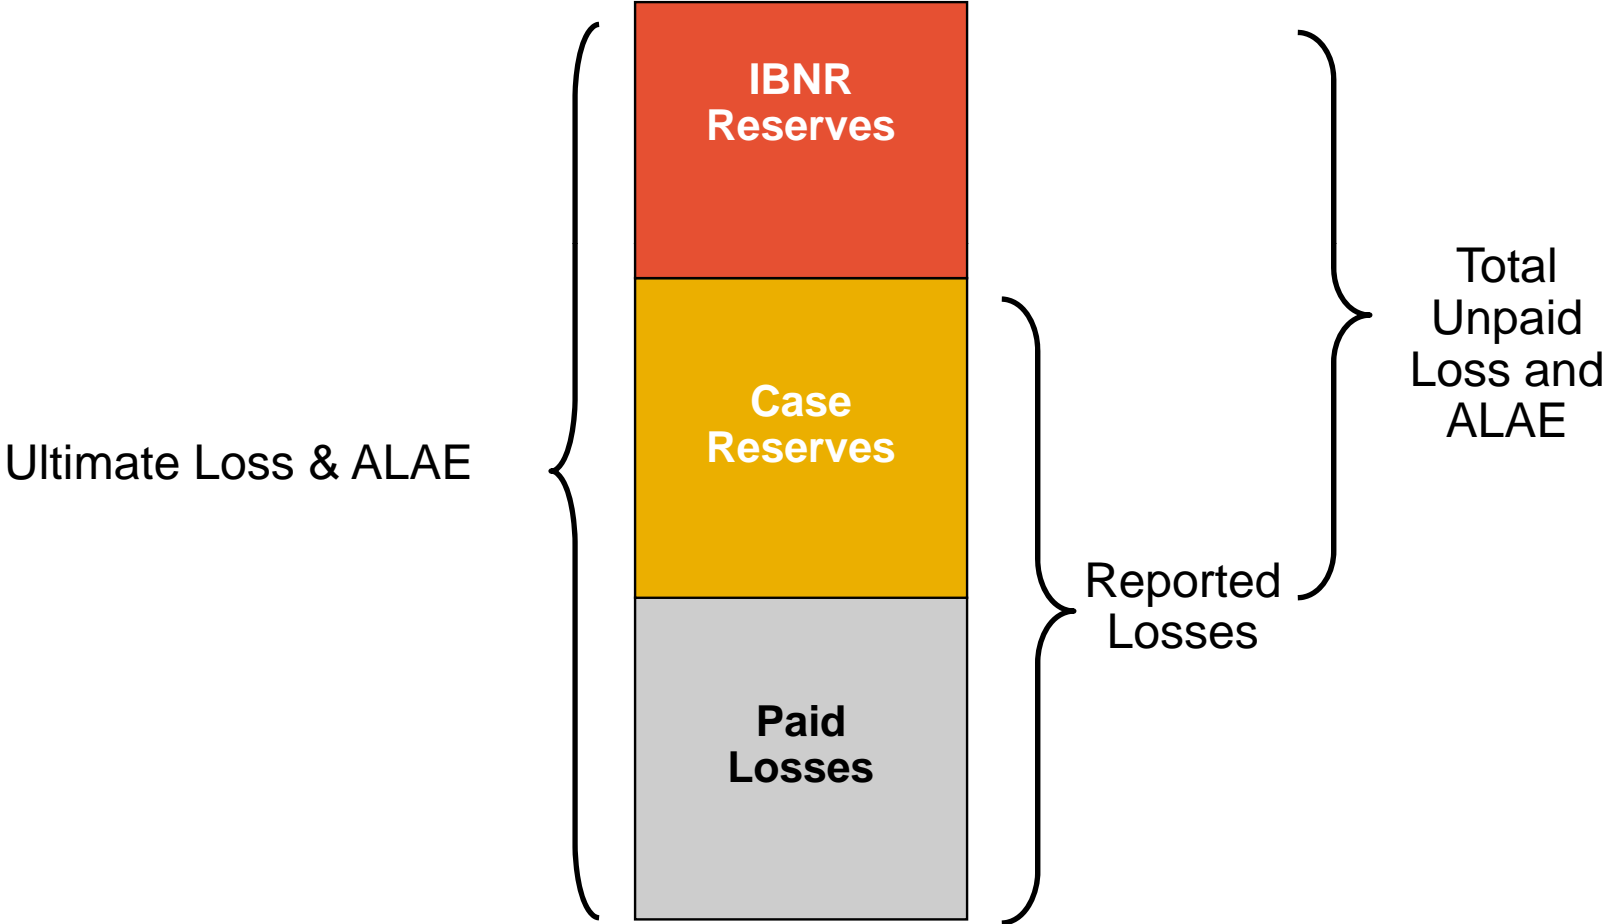 IBNR
Reserves
Case
Reserves
Paid
Losses
Ultimate Loss & ALAE
Reported
Losses
Total
Unpaid
Loss and
ALAE